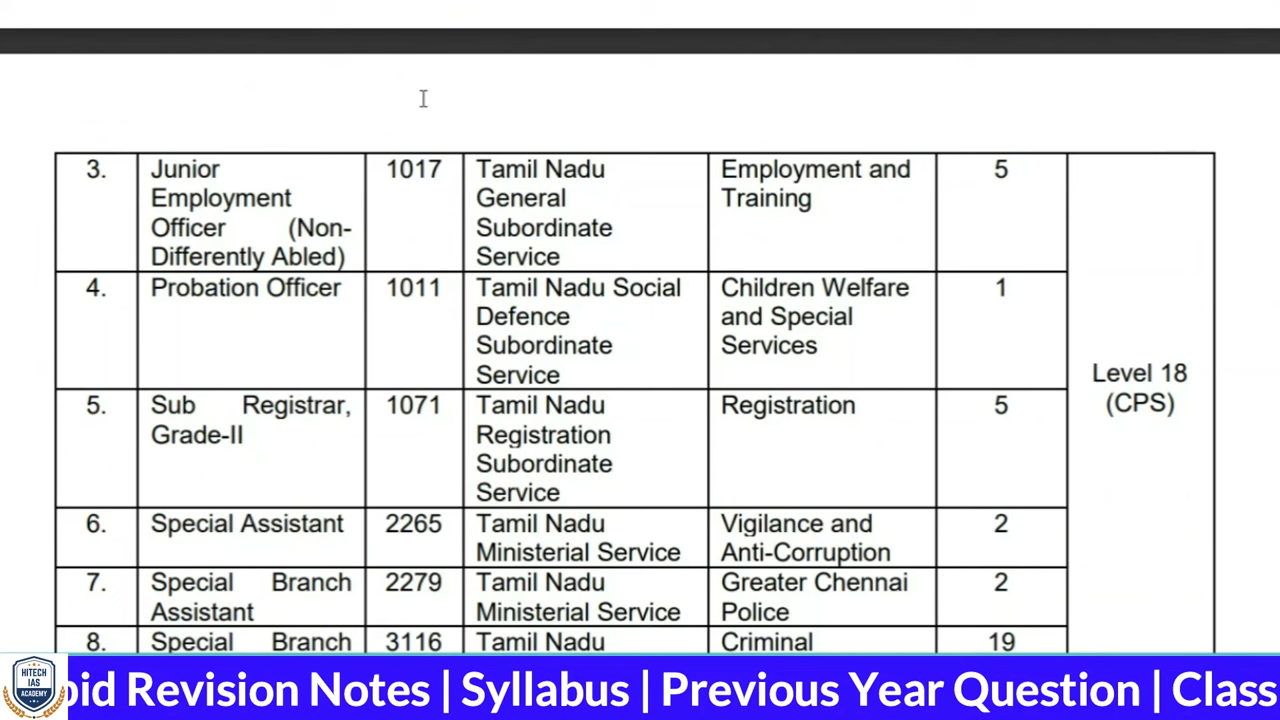 3. Junior 1017 Tamil Nadu Employment and 5
Employment General Training
Officer (Non- Subordinate
Differently Abled) Service
4. Probation Officer 1011 Tamil Nadu Social Children Welfare 1
Defence and Special
Subordinate Services
Service
Level 18
(CPS)
5. Sub Registrar, 1071 Tamil Nadu Registration 5
Grade-II Registration
Subordinate
Service
6. Special Assistant 2265 Tamil Nadu Vigilance and 2
Ministerial Service Anti-Corruption
7. Special Branch 2279 Tamil Nadu Greater Chennai 2
Assistant Ministerial Service Police
8. Special Branch 3116 Tamil Nadu Criminal 19
HITECH
IAS
ACADEMY
pid Revision Notes | Syllabus | Previous Year Question | Class